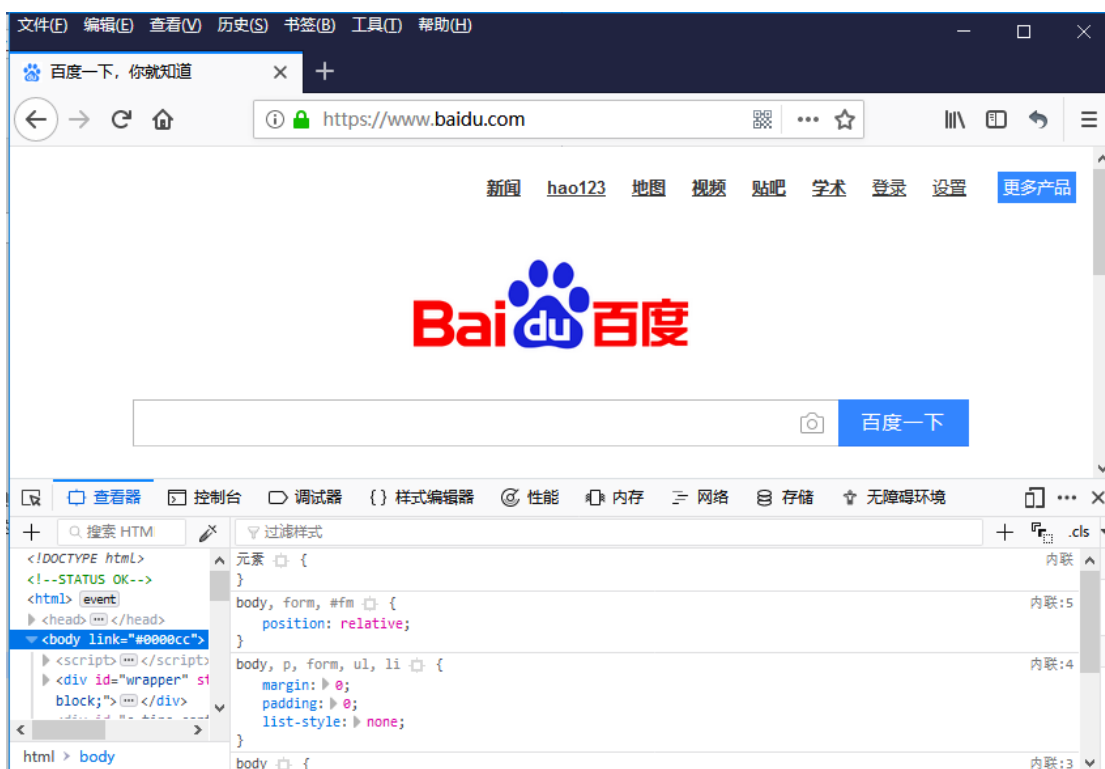 文件(F) 编辑(E) 查看(V) 历史(S) 书签(B) 工具(T) 帮助(H)
百度一下，你就知道
https://www.baidu.com
新闻 hao123 地图 视频 贴吧 学术 登录 设置 更多产品
Bai du 百度
百度一下
查看器 控制台 调试器 {} 样式编辑器 性能 内存 网络 存储 无障碍环境
搜索 HTM
过滤样式 .cls
<!DOCTYPE html>
<!--STATUS OK-->
<html> event
<head> </head>
<body link="#0000cc">
<script> </script>
<div id="wrapper" st
block;"> </div>
html > body
元素 { 内联
}
body, form, #fm { 内联:5
position: relative;
}
body, p, form, ul, li { 内联:4
margin: 0;
padding: 0;
list-style: none;
}
body { 内联:3